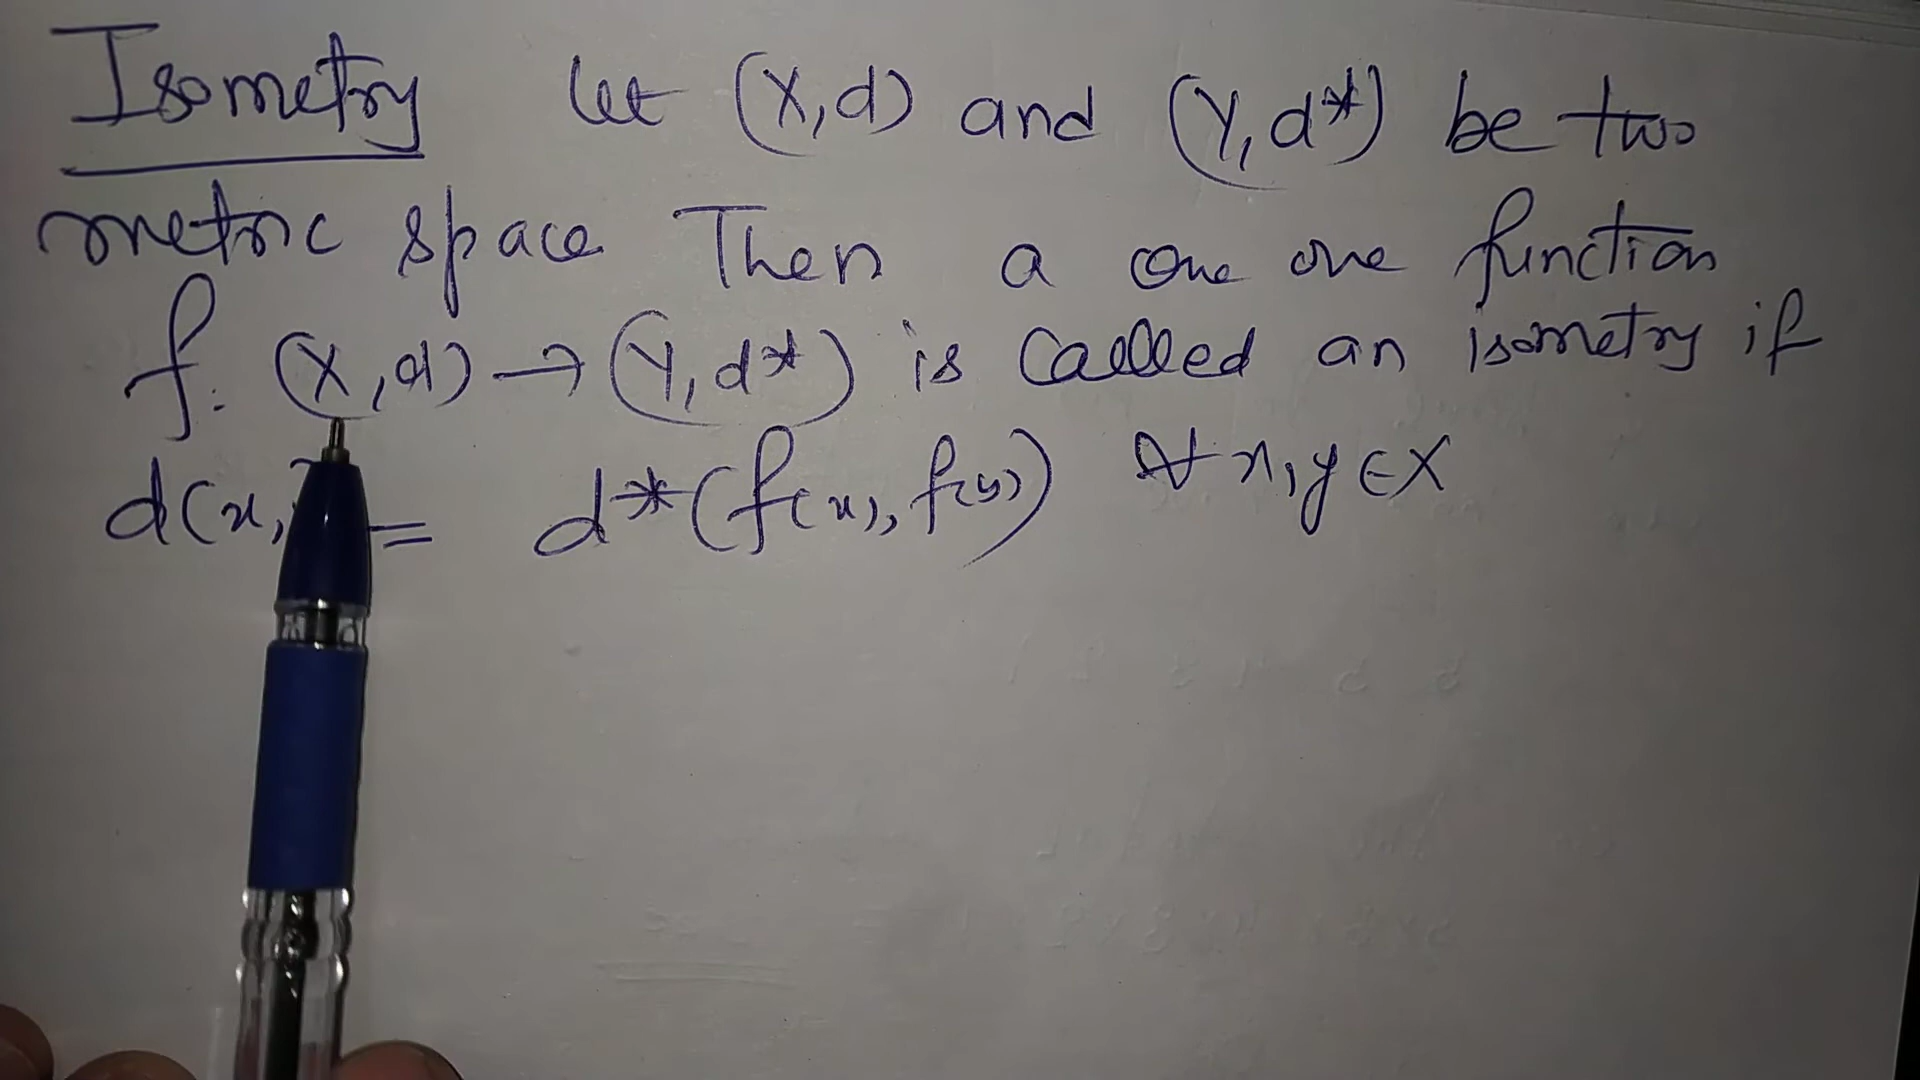 Isometry let (X,d) and (Y,d*) be two
metric space Then a one one function
f: (X,d) → (Y,d*) is called an isometry if
d(x, = d*(f(x), f(y)) ∀ x,y ∈ X